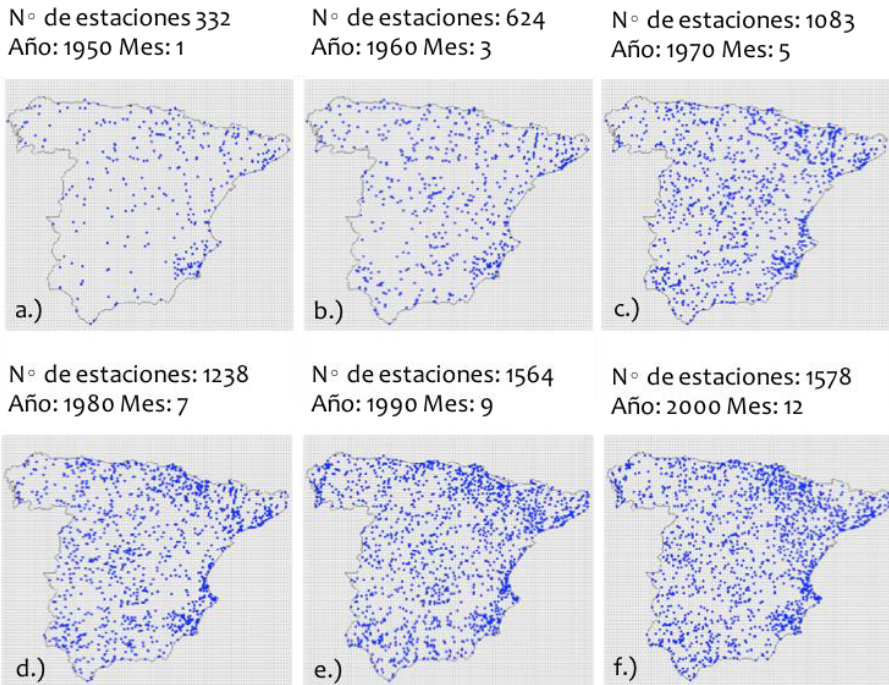 N◦ de estaciones 332
Año: 1950 Mes: 1
N◦ de estaciones: 624
Año: 1960 Mes: 3
N◦ de estaciones: 1083
Año: 1970 Mes: 5
a.)
b.)
c.)
N◦ de estaciones: 1238
Año: 1980 Mes: 7
N◦ de estaciones: 1564
Año: 1990 Mes: 9
N◦ de estaciones: 1578
Año: 2000 Mes: 12
d.)
e.)
f.)